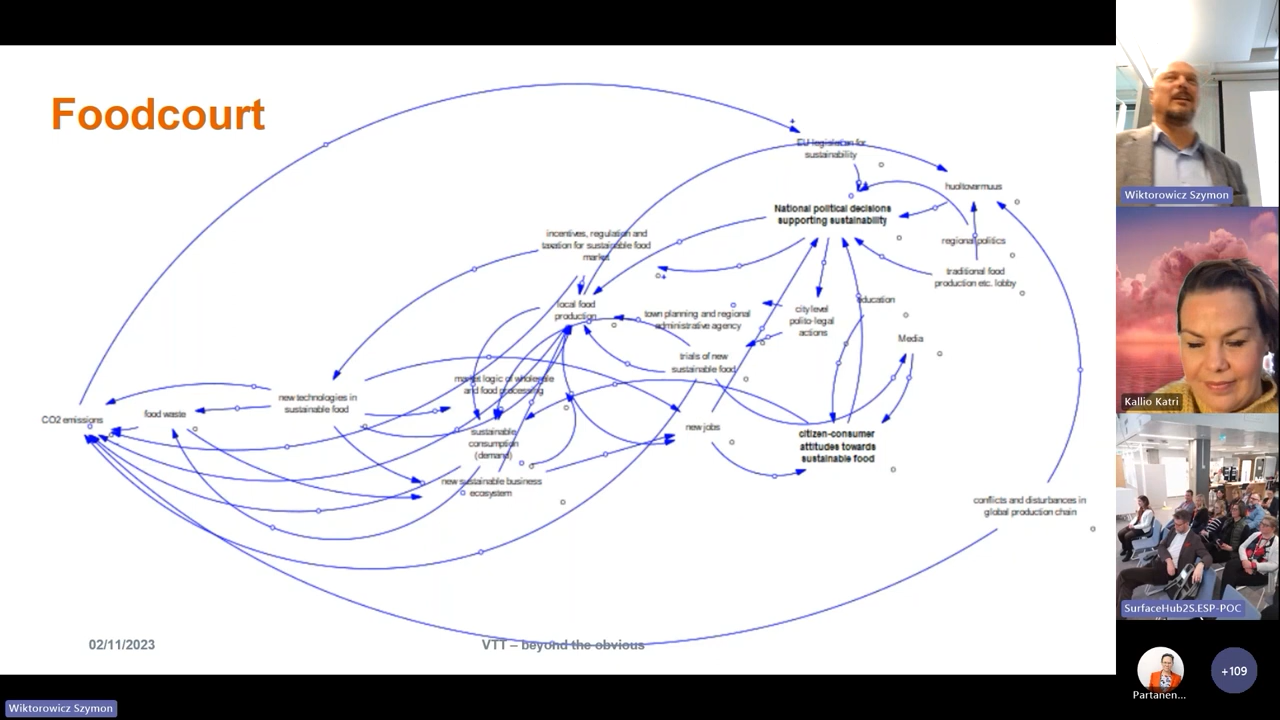 Foodcourt
EU legislation for
sustainability
huoltovarmuus
National political decisions
supporting sustainability
incentives, regulation and
taxation for sustainable food
market
regional politics
traditional food
production etc. lobby
local food
production
town planning and regional
administrative agency
city level
polito-legal
actions
education
Media
trials of new
sustainable food
market logic of wholesale
and food processing
new technologies in
sustainable food
CO2 emissions
food waste
sustainable
consumption
(demand)
new jobs
citizen-consumer
attitudes towards
sustainable food
new sustainable business
ecosystem
conflicts and disturbances in
global production chain
02/11/2023
VTT – beyond the obvious
Wiktorowicz Szymon
Wiktorowicz Szymon
Kallio Katri
SurfaceHub2S.ESP-POC
Partanen...
+109